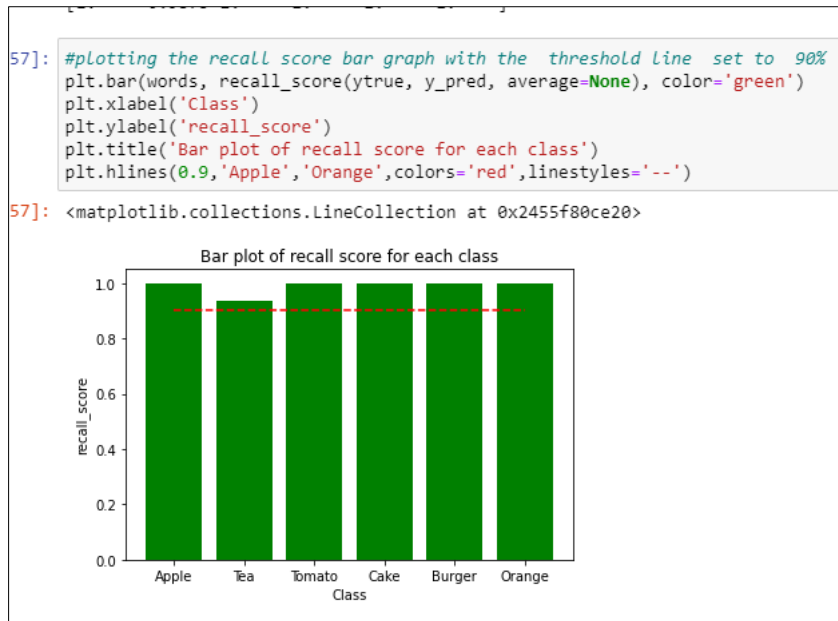 57]: #plotting the recall score bar graph with the  threshold line  set to  90%
plt.bar(words, recall_score(ytrue, y_pred, average=None), color='green')
plt.xlabel('Class')
plt.ylabel('recall_score')
plt.title('Bar plot of recall score for each class')
plt.hlines(0.9,'Apple','Orange',colors='red',linestyles='--')
57]: <matplotlib.collections.LineCollection at 0x2455f80ce20>
Bar plot of recall score for each class
1.0
0.8
0.6
0.4
0.2
0.0
recall_score
Apple Tea Tomato Cake Burger Orange
Class